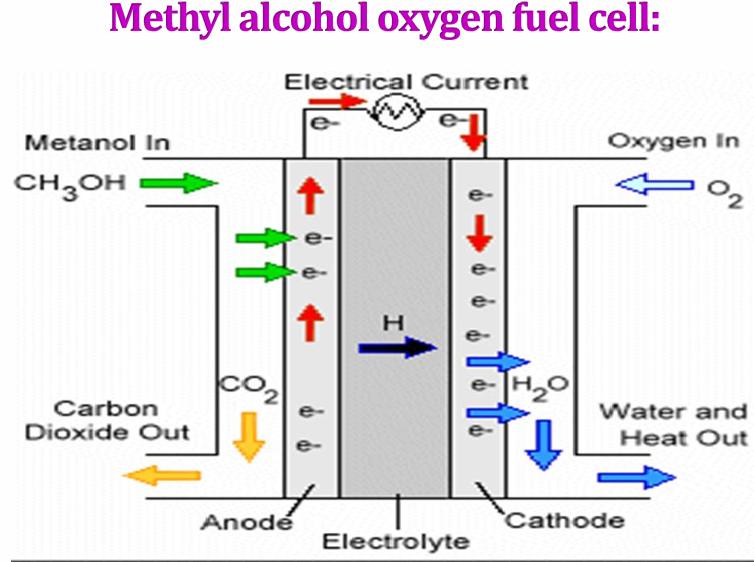 Methyl alcohol oxygen fuel cell:
Electrical Current
e-
e-
Metanol In
Oxygen In
CH₃OH
O₂
e-
e-
e-
e-
e-
H
e-
CO₂
e-
H₂O
Carbon
Dioxide Out
e-
e-
e-
Water and
Heat Out
Anode
Cathode
Electrolyte